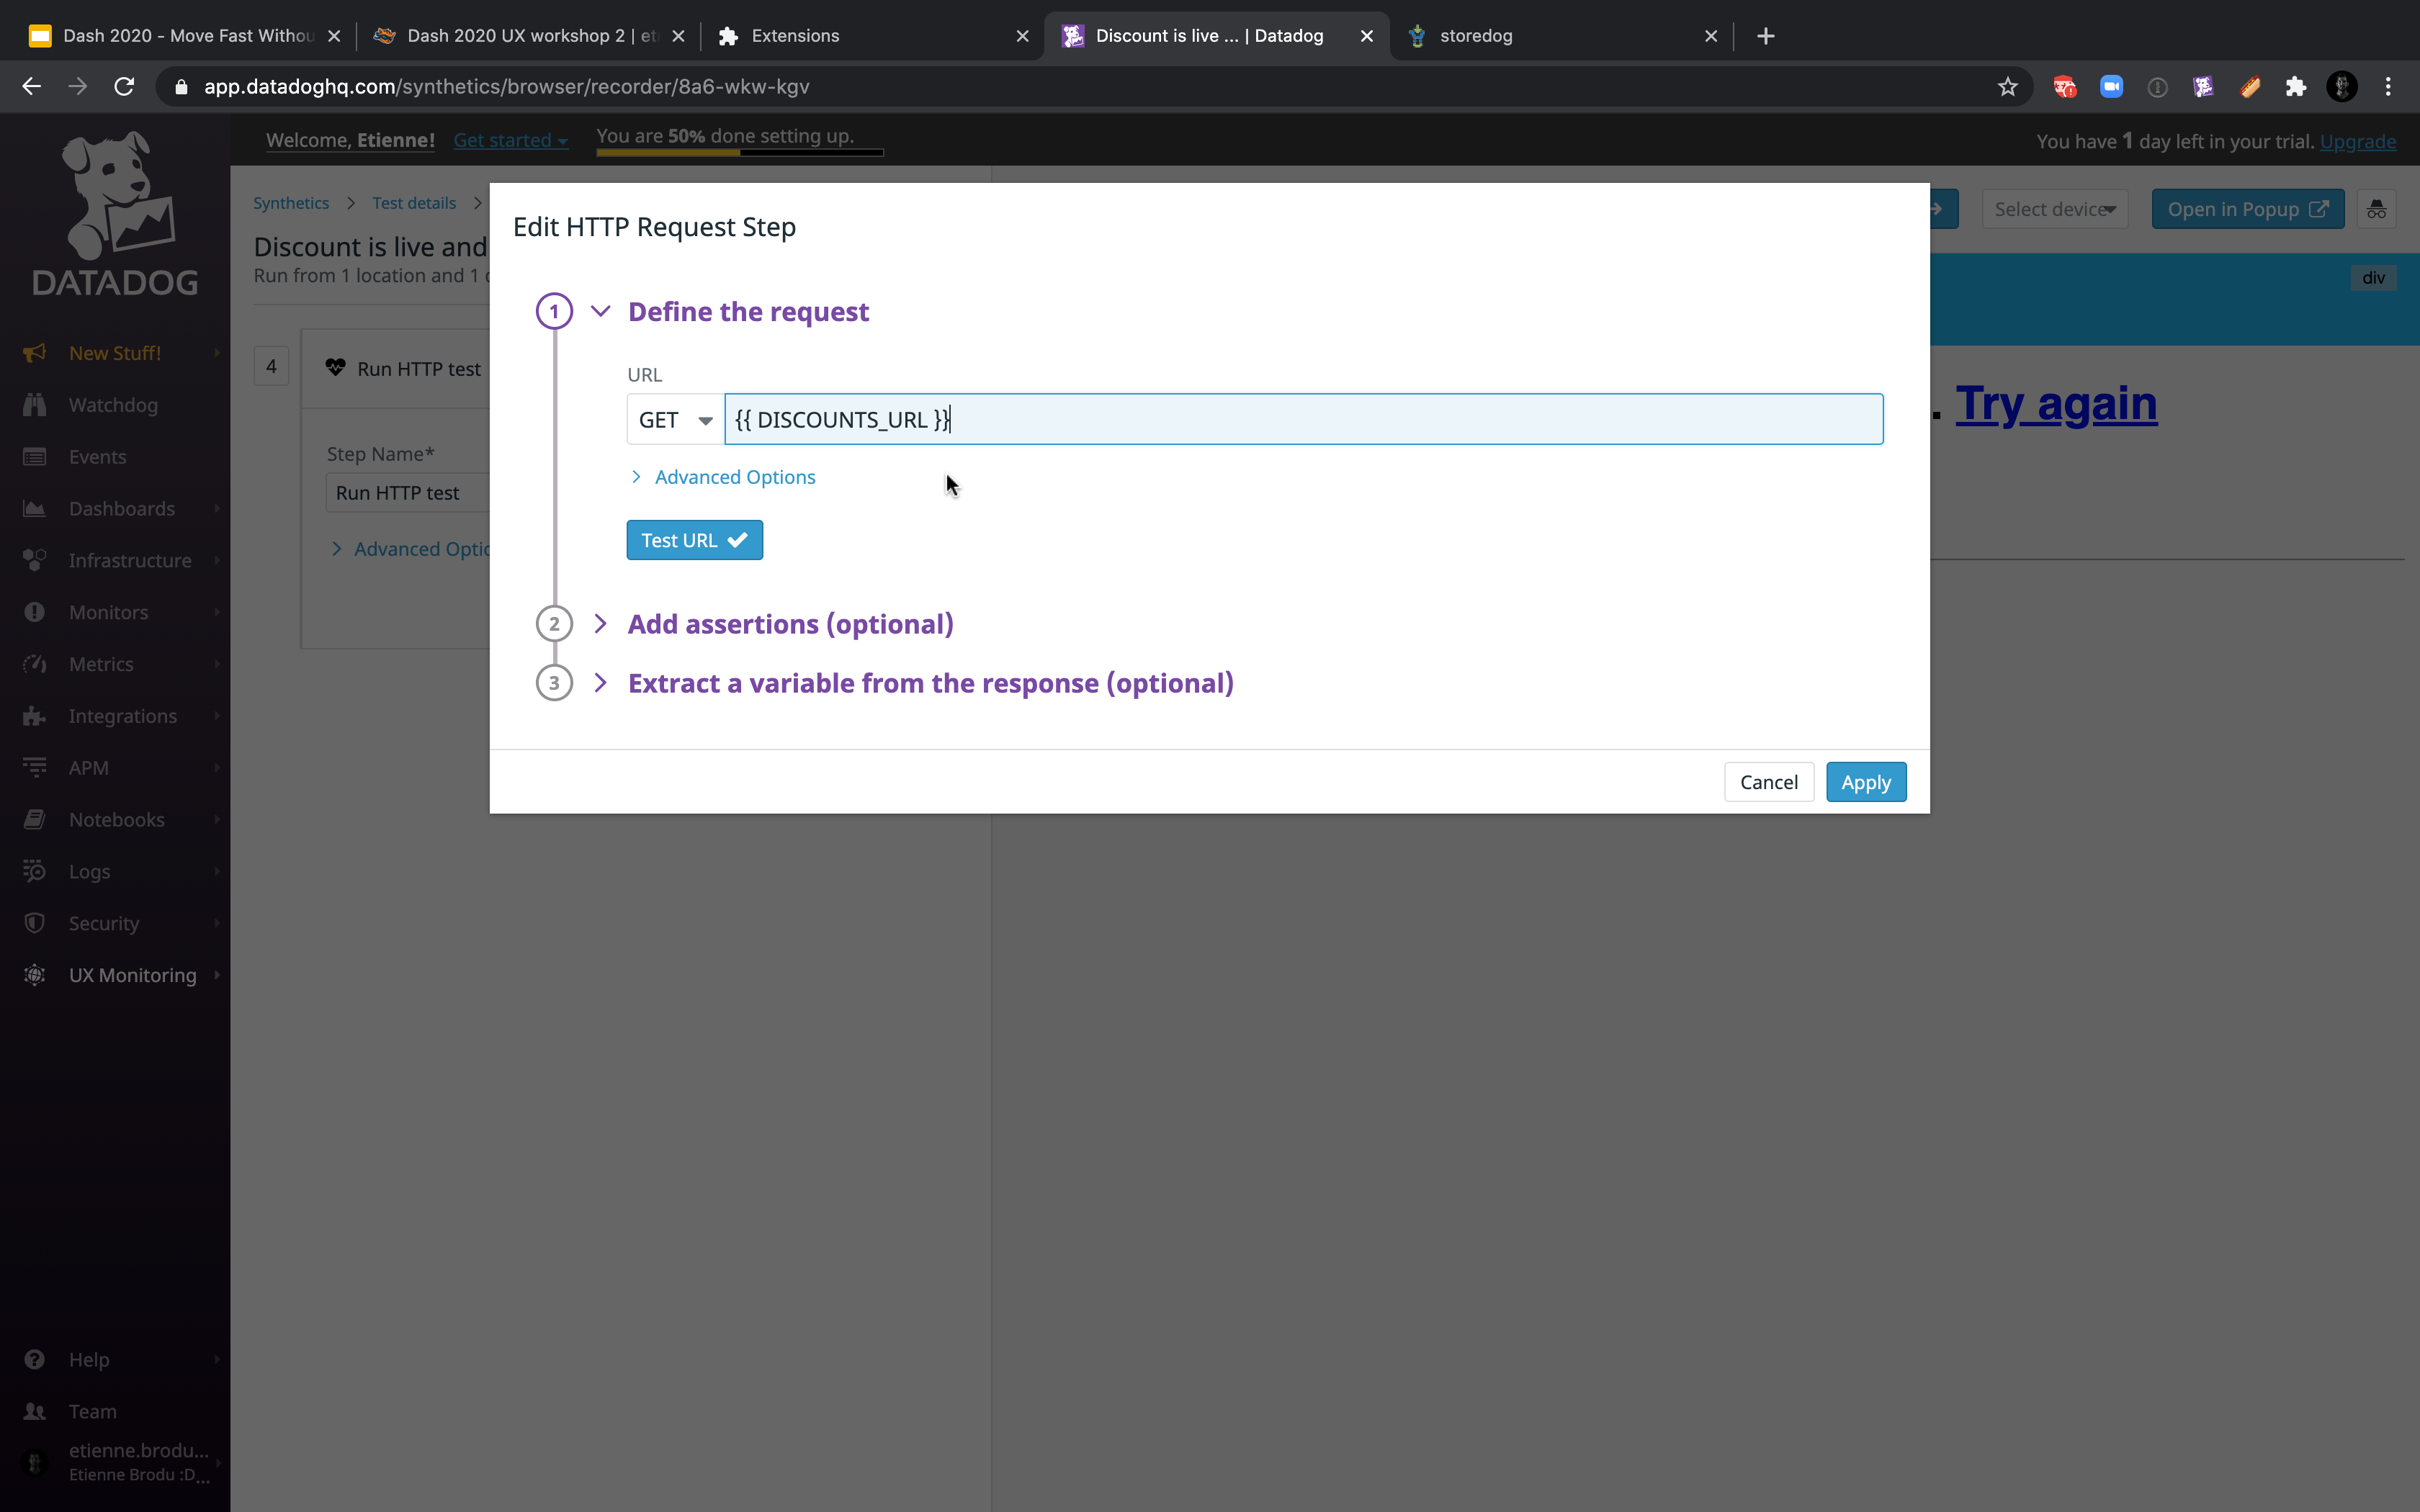 Dash 2020 - Move Fast Withou
Dash 2020 UX workshop 2 | et
Extensions
Discount is live ... | Datadog
storedog
app.datadoghq.com/synthetics/browser/recorder/8a6-wkw-kgv
DATADOG
New Stuff!
Watchdog
Events
Dashboards
Infrastructure
Monitors
Metrics
Integrations
APM
Notebooks
Logs
Security
UX Monitoring
Help
Team
etienne.brodu...
Etienne Brodu :D...
Welcome, Etienne!
Get started
You are 50% done setting up.
You have 1 day left in your trial. Upgrade
Synthetics > Test details >
Discount is live and
Run from 1 location and 1
4
Run HTTP test
Step Name*
Run HTTP test
Advanced Optio
Select device
Open in Popup
div
. Try again
Edit HTTP Request Step
1
Define the request
URL
GET
{{ DISCOUNTS_URL }}
Advanced Options
Test URL
2
Add assertions (optional)
3
Extract a variable from the response (optional)
Cancel
Apply